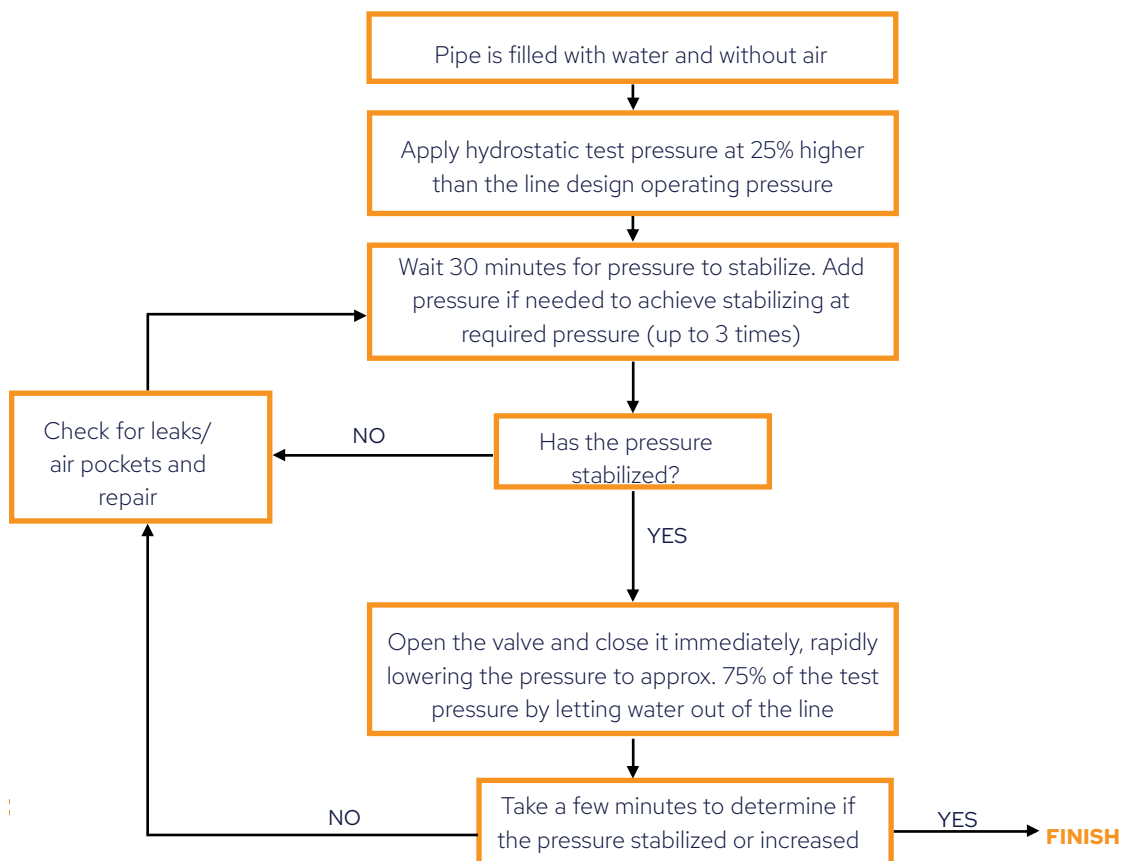 Pipe is filled with water and without air
Apply hydrostatic test pressure at 25% higher
than the line design operating pressure
Wait 30 minutes for pressure to stabilize. Add
pressure if needed to achieve stabilizing at
required pressure (up to 3 times)
Check for leaks/
air pockets and
repair
NO
Has the pressure
stabilized?
YES
Open the valve and close it immediately, rapidly
lowering the pressure to approx. 75% of the test
pressure by letting water out of the line
NO
Take a few minutes to determine if
the pressure stabilized or increased
YES
FINISH